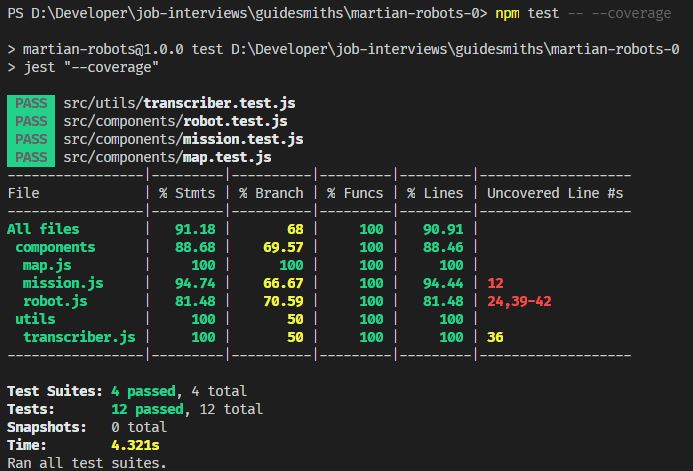 PS D:\Developer\job-interviews\guidesmiths\martian-robots-0> npm test -- --coverage
> martian-robots@1.0.0 test D:\Developer\job-interviews\guidesmiths\martian-robots-0
> jest "--coverage"
PASS src/utils/transcriber.test.js
PASS src/components/robot.test.js
PASS src/components/mission.test.js
PASS src/components/map.test.js
-----------------|---------|----------|---------|---------|-------------------
File | % Stmts | % Branch | % Funcs | % Lines | Uncovered Line #s
-----------------|---------|----------|---------|---------|-------------------
All files | 91.18 | 68 | 100 | 90.91 |
components | 88.68 | 69.57 | 100 | 88.46 |
map.js | 100 | 100 | 100 | 100 |
mission.js | 94.74 | 66.67 | 100 | 94.44 | 12
robot.js | 81.48 | 70.59 | 100 | 81.48 | 24,39-42
utils | 100 | 50 | 100 | 100 |
transcriber.js | 100 | 50 | 100 | 100 | 36
-----------------|---------|----------|---------|---------|-------------------
Test Suites: 4 passed, 4 total
Tests: 12 passed, 12 total
Snapshots: 0 total
Time: 4.321s
Ran all test suites.